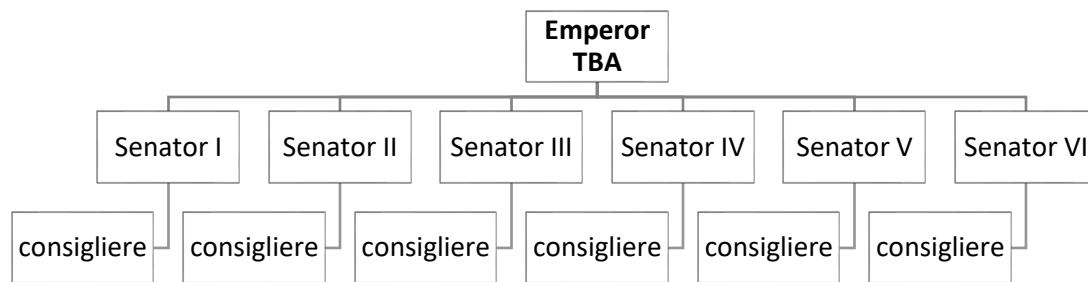 Emperor
TBA
Senator I
Senator II
Senator III
Senator IV
Senator V
Senator VI
consigliere
consigliere
consigliere
consigliere
consigliere
consigliere